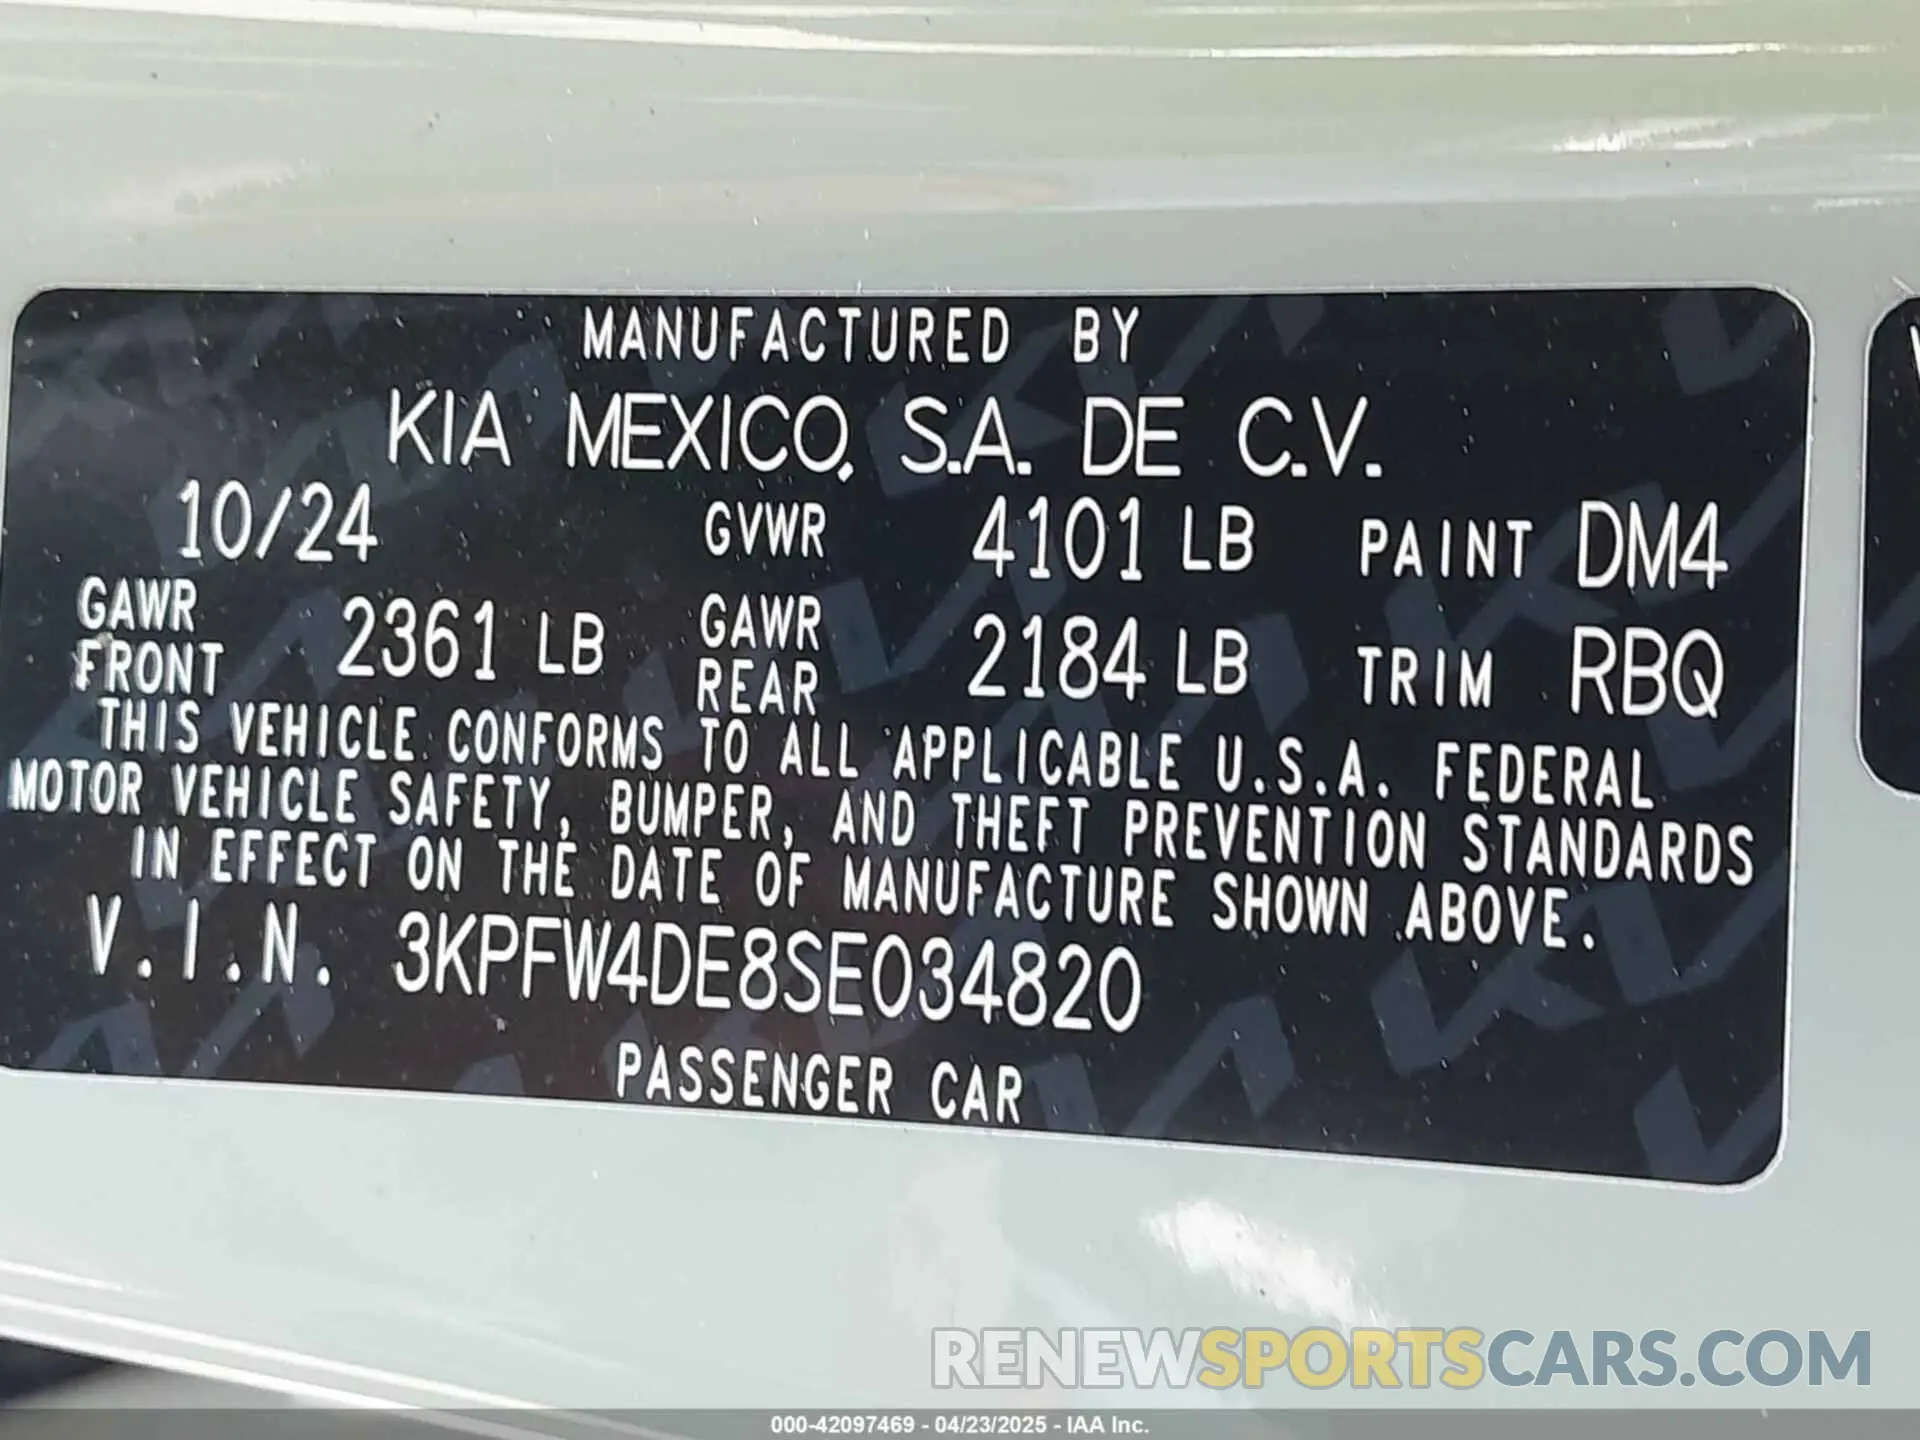 MANUFACTURED BY
KIA MEXICO, S.A. DE C.V.
10/24 GVWR 4101 LB PAINT DM4
GAWR FRONT 2361 LB GAWR REAR 2184 LB TRIM RBQ
THIS VEHICLE CONFORMS TO ALL APPLICABLE U.S.A. FEDERAL
MOTOR VEHICLE SAFETY, BUMPER, AND THEFT PREVENTION STANDARDS
IN EFFECT ON THE DATE OF MANUFACTURE SHOWN ABOVE.
V.I.N. 3KPFW4DE8SE034820
PASSENGER CAR
RENEWSPORTSCARS.COM
000-42097469 - 04/23/2025 - IAA Inc.